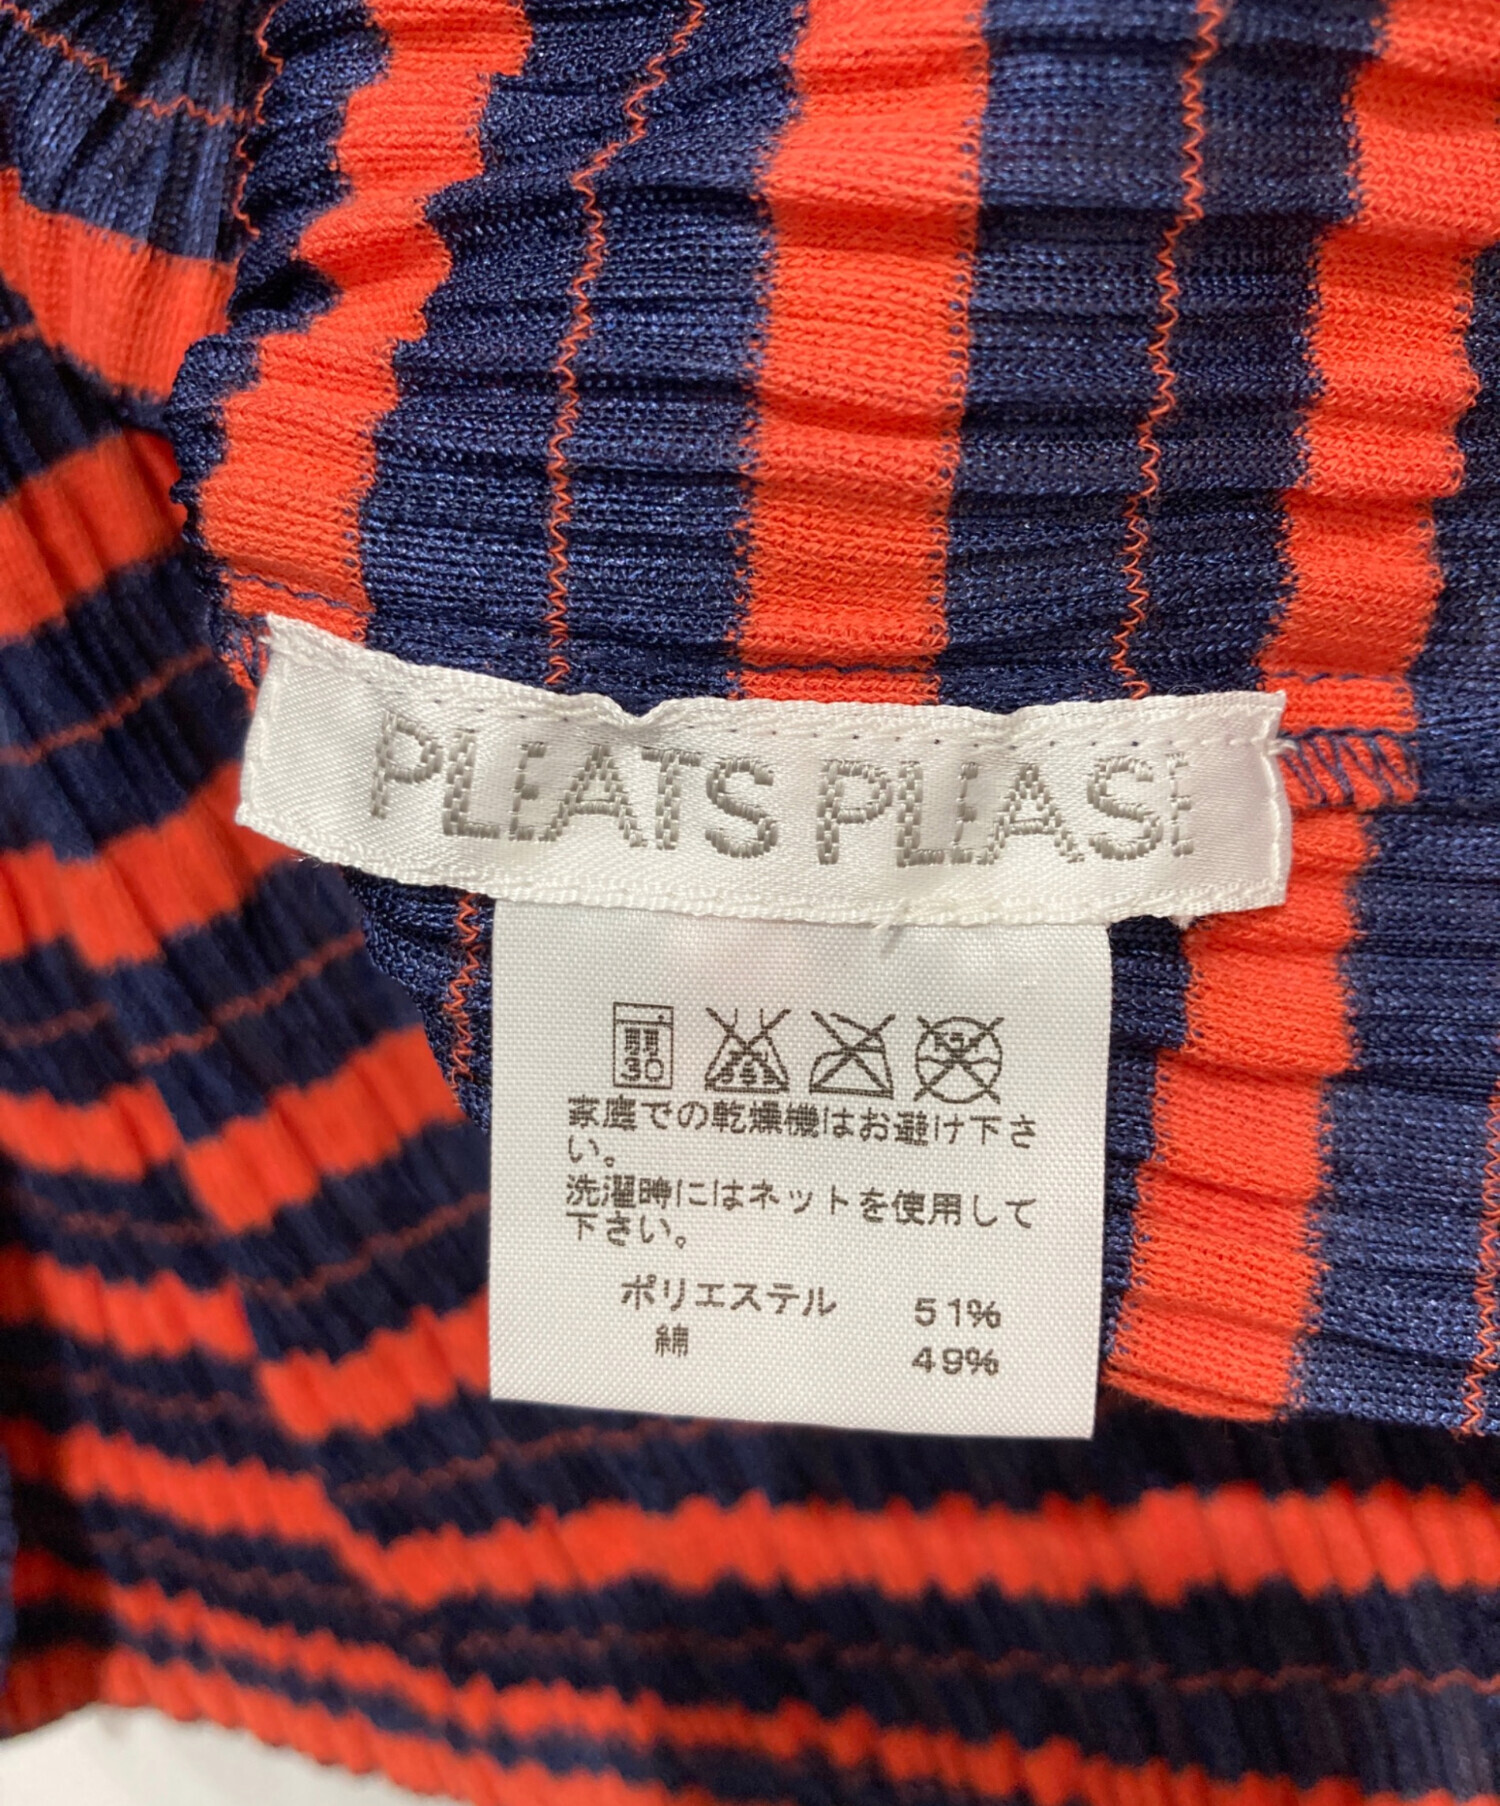 PLEATS PLEASE
弱
30
家庭での乾燥機はお避け下さ
い。
洗濯時にはネットを使用して
下さい。
ポリエステル 51%
綿 49%